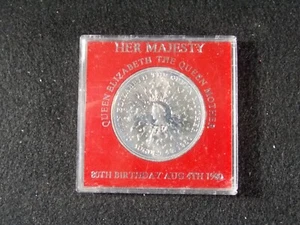 HER MAJESTY
QUEEN ELIZABETH THE QUEEN MOTHER
80TH BIRTHDAY AUG 4TH 1980